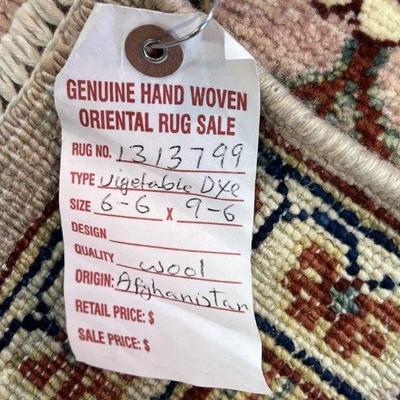 GENUINE HAND WOVEN
ORIENTAL RUG SALE
RUG NO. 1313799
TYPE vigetable Dye
SIZE 6-6 X 9-6
DESIGN
QUALITY wool
ORIGIN: Afghanistan
RETAIL PRICE: $
SALE PRICE: $